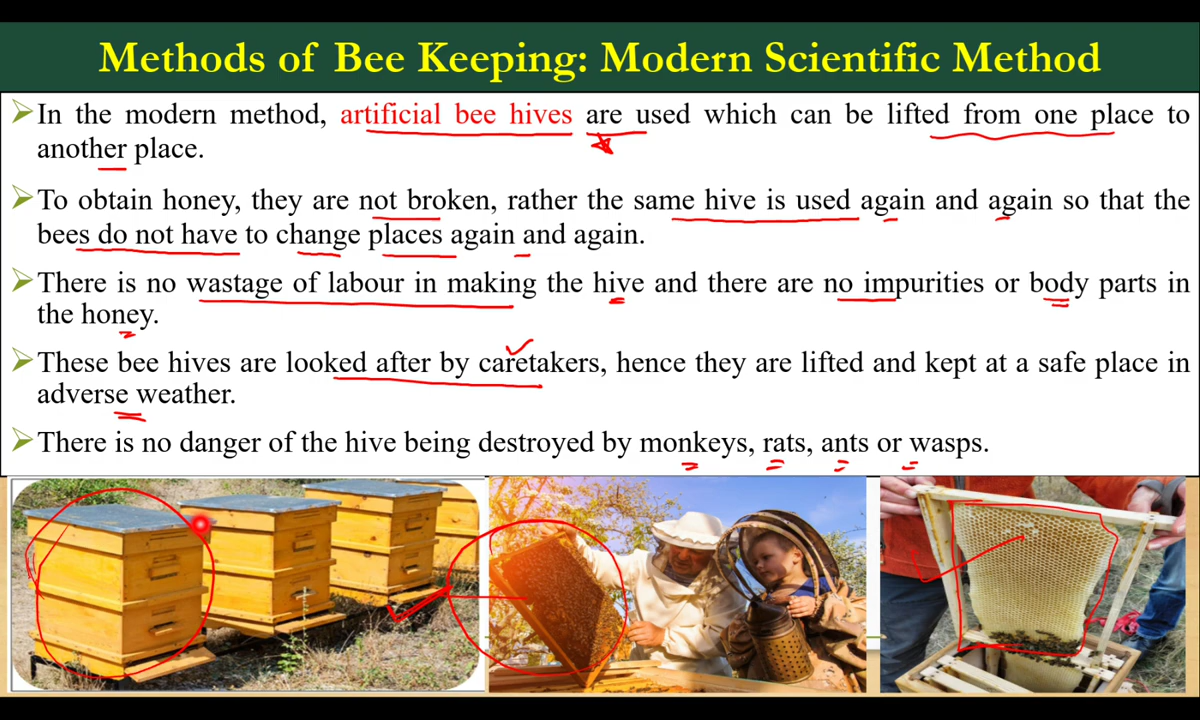 Methods of Bee Keeping: Modern Scientific Method
In the modern method, artificial bee hives are used which can be lifted from one place to
another place.
To obtain honey, they are not broken, rather the same hive is used again and again so that the
bees do not have to change places again and again.
There is no wastage of labour in making the hive and there are no impurities or body parts in
the honey.
These bee hives are looked after by caretakers, hence they are lifted and kept at a safe place in
adverse weather.
There is no danger of the hive being destroyed by monkeys, rats, ants or wasps.